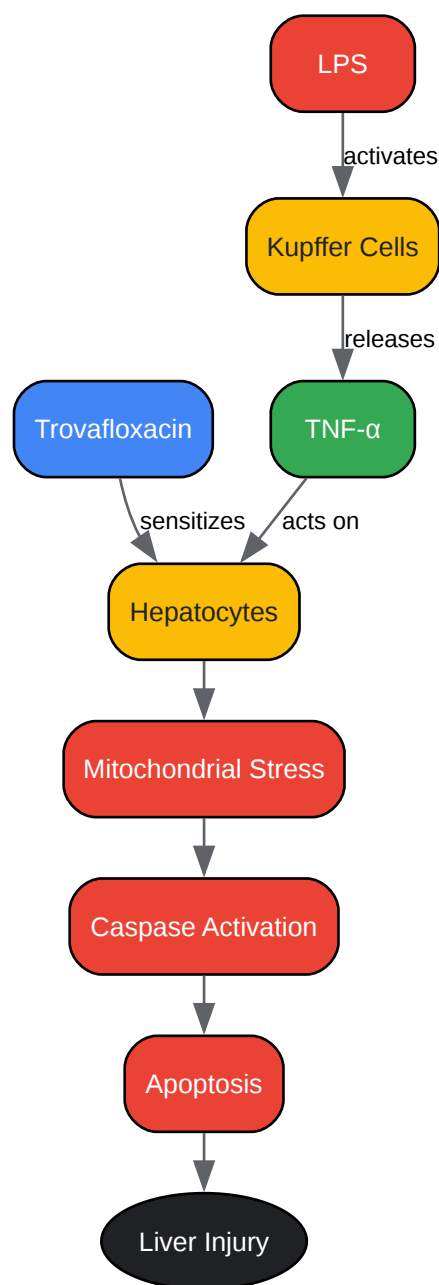 LPS
activates
Kupffer Cells
releases
Trovafloxacin
TNF-α
sensitizes
acts on
Hepatocytes
Mitochondrial Stress
Caspase Activation
Apoptosis
Liver Injury